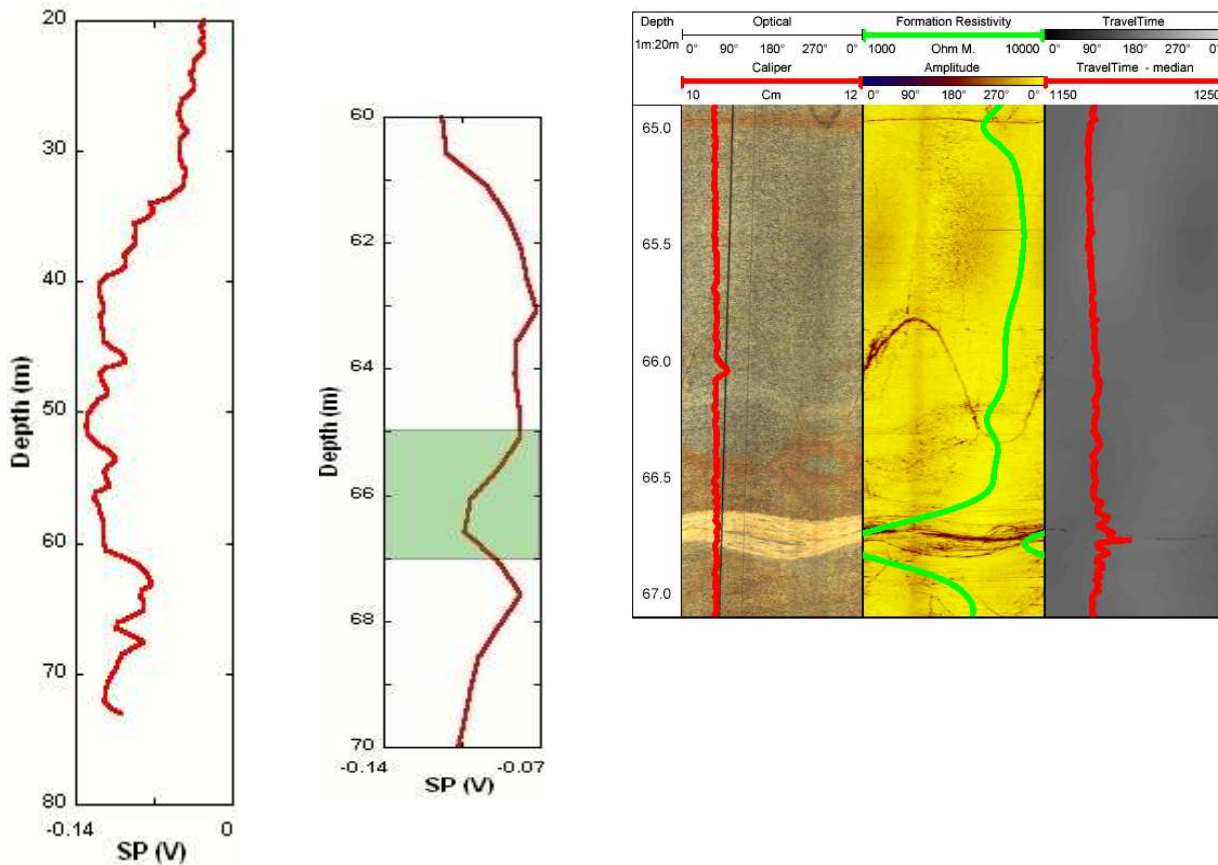 20
30
40
50
60
70
80
Depth (m)
-0.14
0
SP (V)
60
62
64
66
68
70
Depth (m)
-0.14
-0.07
SP (V)
Depth Optical Formation Resistivity TravelTime
1m:20m 0° 90° 180° 270° 0° 1000 Ohm M. 10000 0° 90° 180° 270° 0°
Caliper Amplitude TravelTime - median
10 Cm 12 0° 90° 180° 270° 0° 1150 1250
65.0
65.5
66.0
66.5
67.0